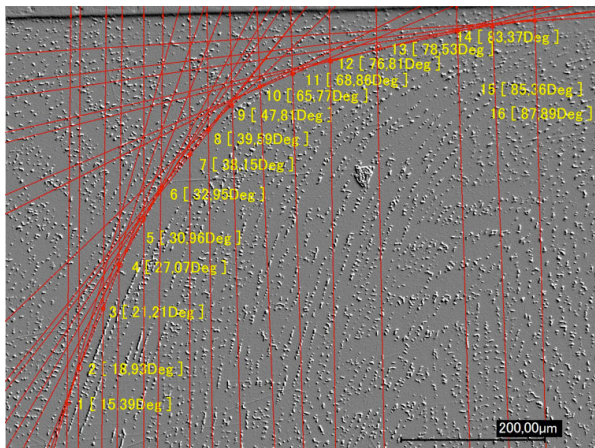 14 [ 83.37Deg ]
13 [ 78.53Deg ]
12 [ 76.81Deg ]
11 [ 68.86Deg ]
15 [ 85.36Deg ]
10 [ 65.77Deg ]
9 [ 47.81Deg ]
16 [ 87.89Deg ]
8 [ 39.59Deg ]
7 [ 38.15Deg ]
6 [ 32.95Deg ]
5 [ 30.96Deg ]
4 [ 27.07Deg ]
3 [ 21.21Deg ]
2 [ 18.93Deg ]
1 [ 15.39Deg ]
200,00µm